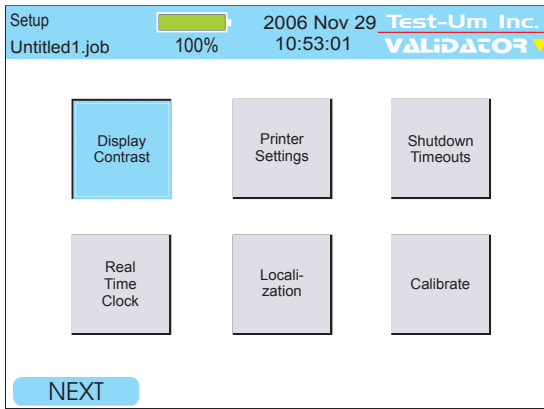 Setup
2006 Nov 29
Test-Um Inc.
Untitled1.job
100%
10:53:01
VALiDATOR
Display
Contrast
Printer
Settings
Shutdown
Timeouts
Real
Time
Clock
Locali-
zation
Calibrate
NEXT